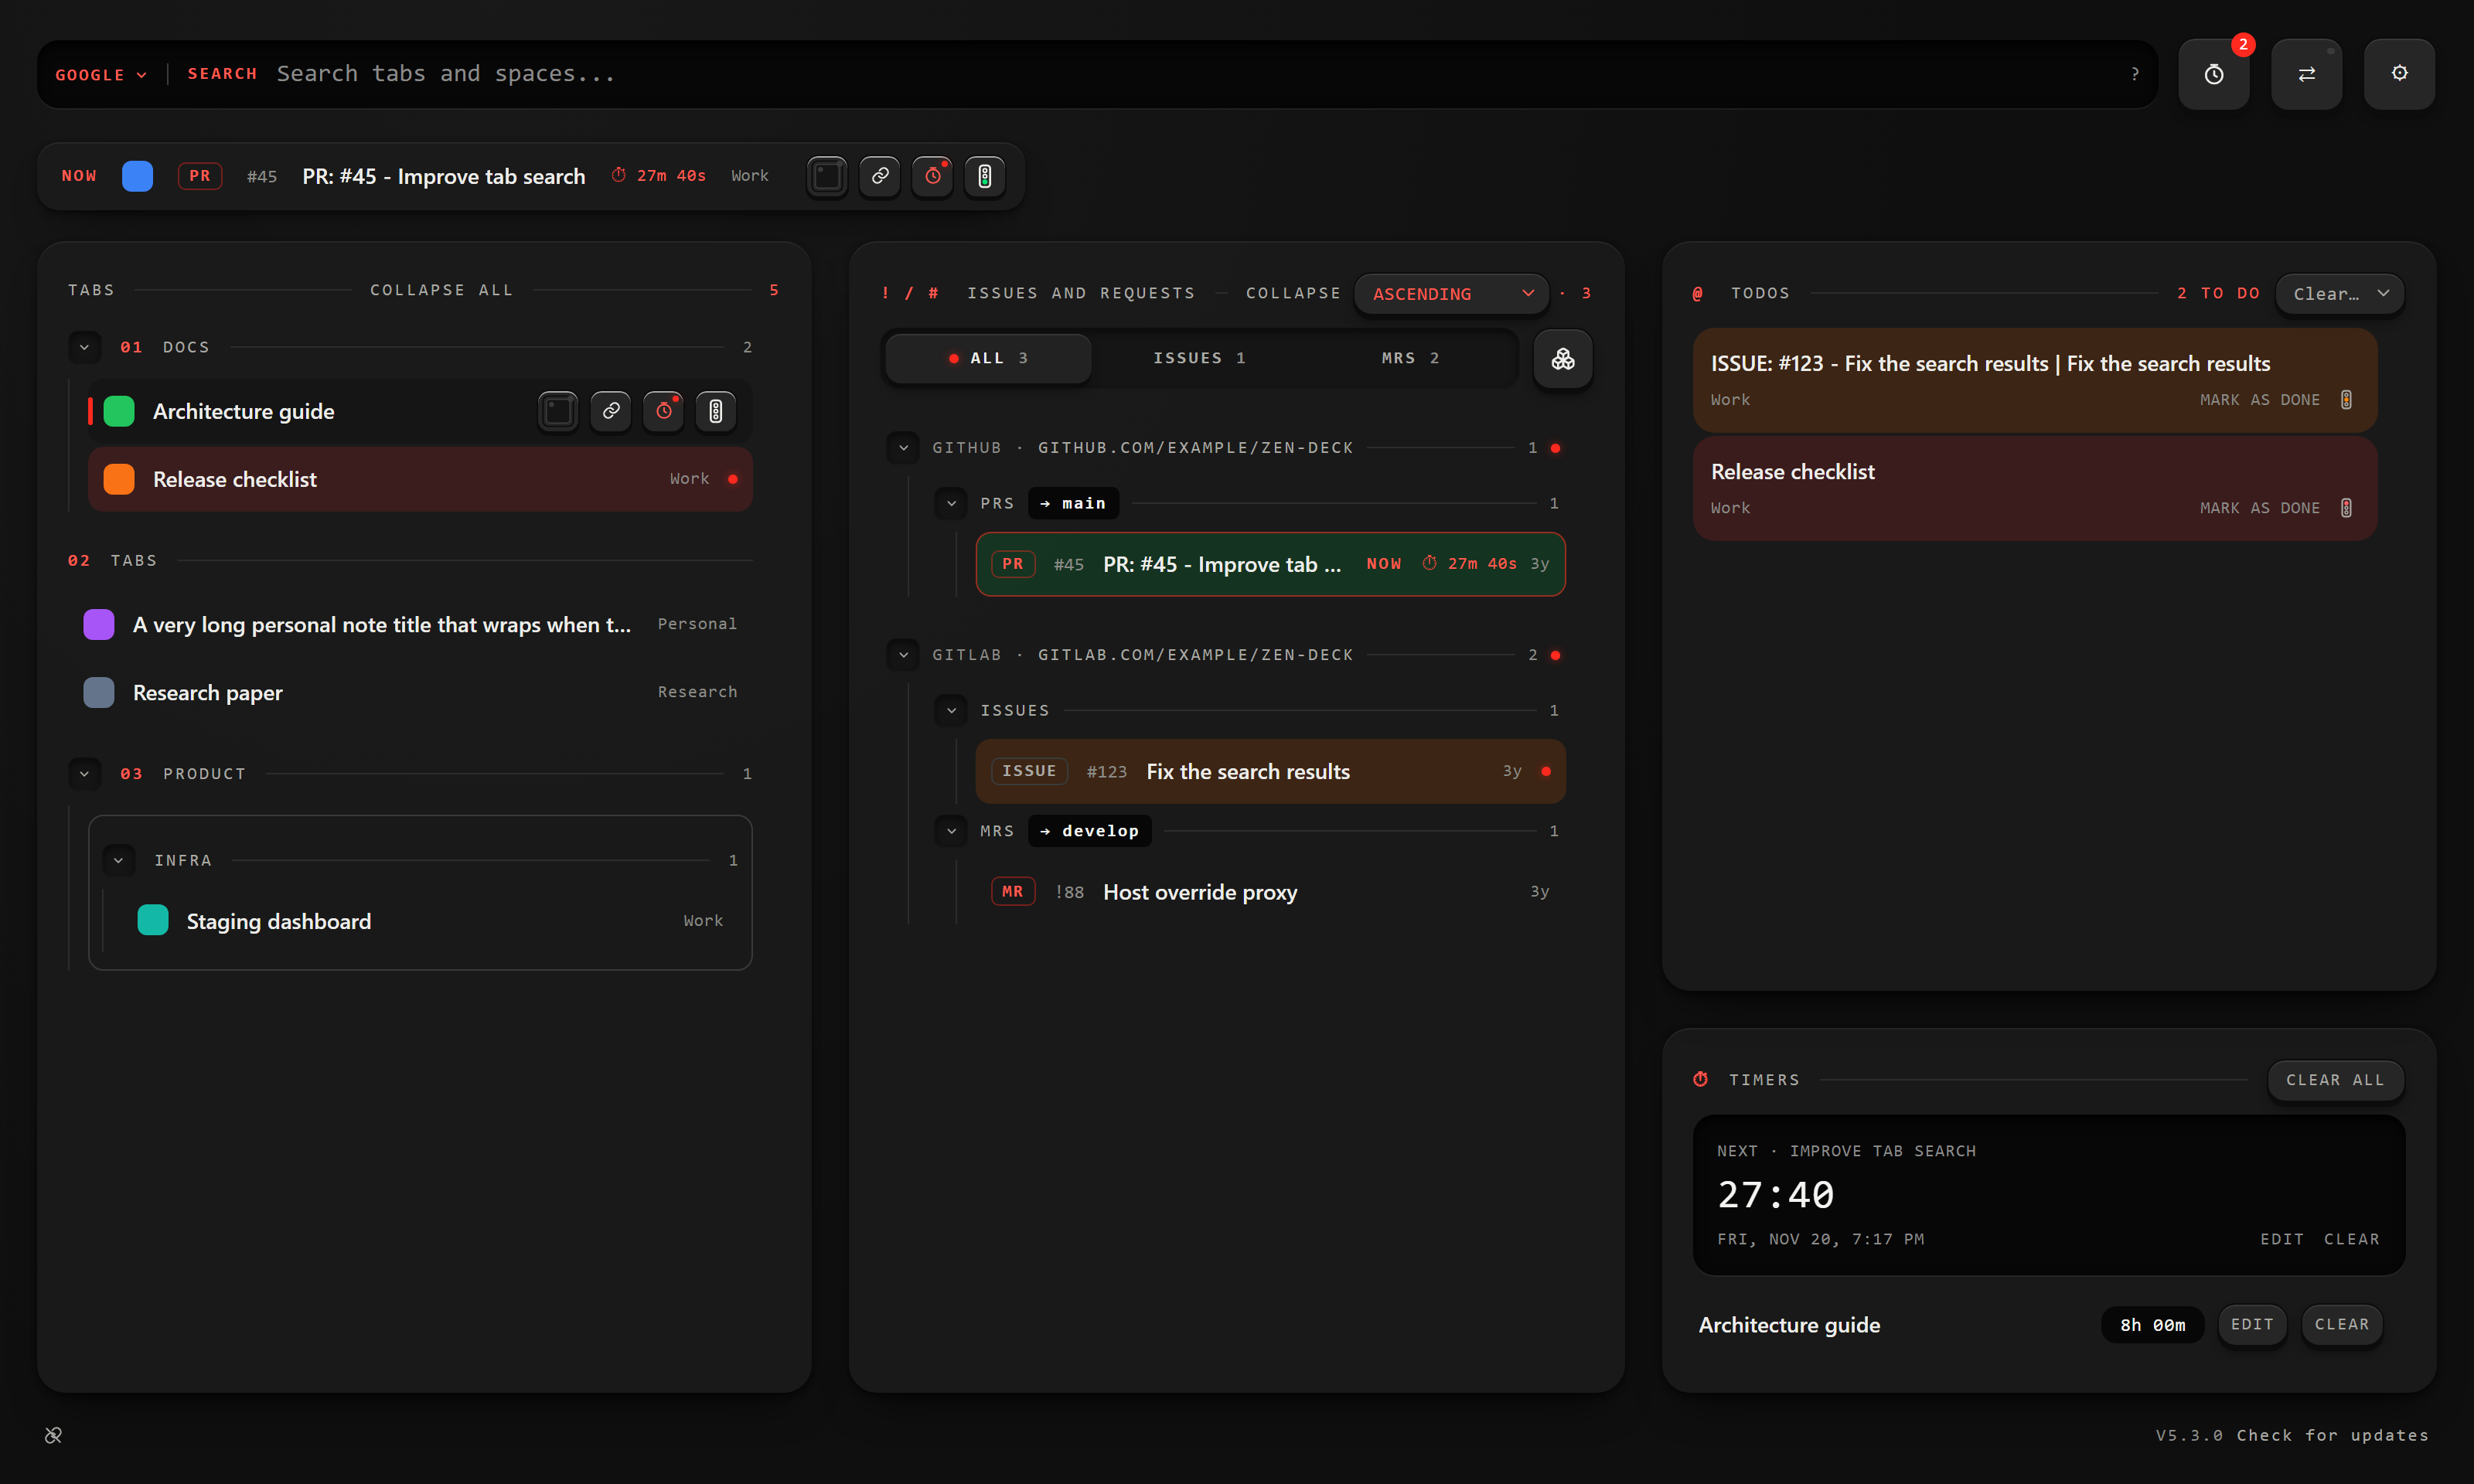 GOOGLE SEARCH Search tabs and spaces... ? 2
NOW PR #45 PR: #45 - Improve tab search 27m 40s Work
TABS COLLAPSE ALL 5
01 DOCS 2
Architecture guide
Release checklist Work
02 TABS
A very long personal note title that wraps when t... Personal
Research paper Research
03 PRODUCT 1
INFRA 1
Staging dashboard Work
! / # ISSUES AND REQUESTS COLLAPSE ASCENDING · 3
ALL 3 ISSUES 1 MRS 2
GITHUB · GITHUB.COM/EXAMPLE/ZEN-DECK 1
PRS → main 1
PR #45 PR: #45 - Improve tab ... NOW 27m 40s 3y
GITLAB · GITLAB.COM/EXAMPLE/ZEN-DECK 2
ISSUES 1
ISSUE #123 Fix the search results 3y
MRS → develop 1
MR !88 Host override proxy 3y
@ TODOS 2 TO DO Clear...
ISSUE: #123 - Fix the search results | Fix the search results
Work MARK AS DONE
Release checklist
Work MARK AS DONE
TIMERS CLEAR ALL
NEXT · IMPROVE TAB SEARCH
27:40
FRI, NOV 20, 7:17 PM EDIT CLEAR
Architecture guide 8h 00m EDIT CLEAR
V5.3.0 Check for updates